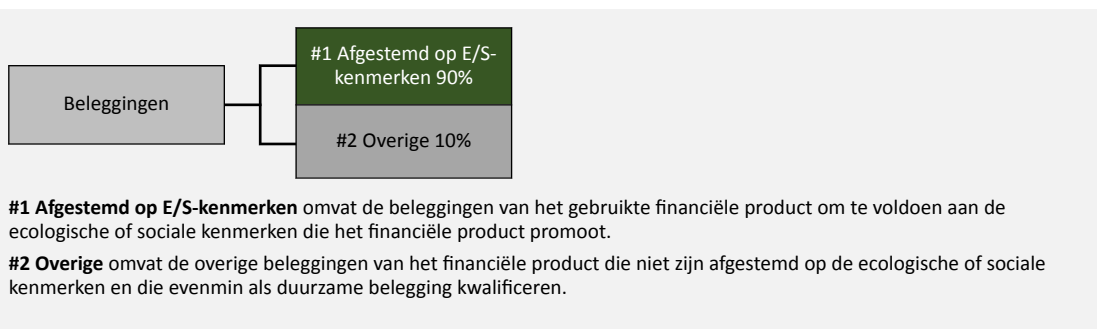 #1 Afgestemd op E/S-
kenmerken 90%
Beleggingen
#2 Overige 10%
#1 Afgestemd op E/S-kenmerken omvat de beleggingen van het gebruikte financiële product om te voldoen aan de
ecologische of sociale kenmerken die het financiële product promoot.
#2 Overige omvat de overige beleggingen van het financiële product die niet zijn afgestemd op de ecologische of sociale
kenmerken en die evenmin als duurzame belegging kwalificeren.